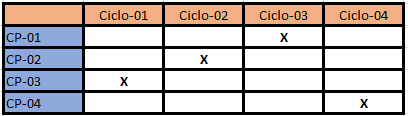 Ciclo-01 Ciclo-02 Ciclo-03 Ciclo-04
CP-01 X
CP-02 X
CP-03 X
CP-04 X